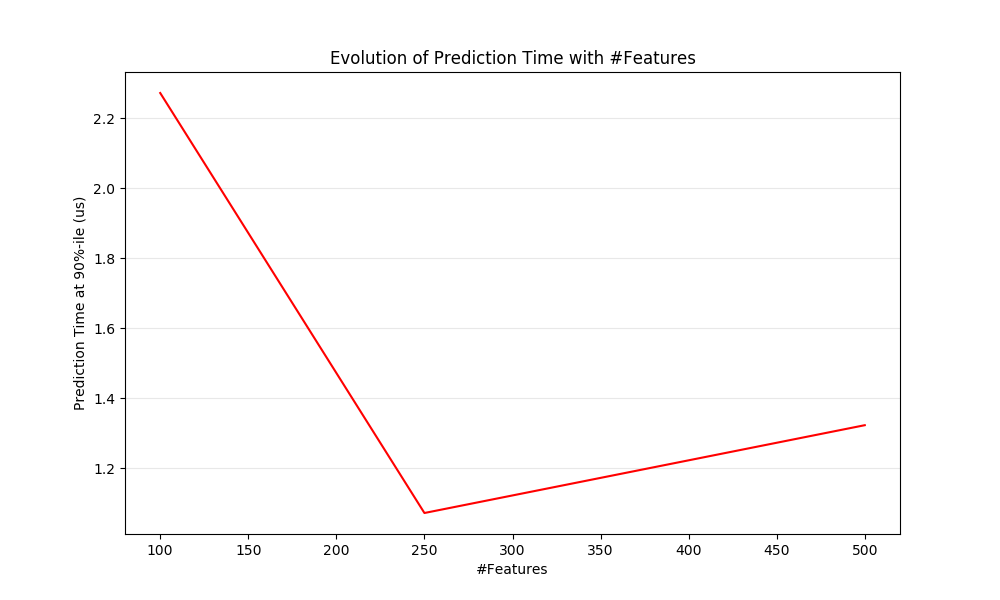 Evolution of Prediction Time with #Features
Prediction Time at 90%-ile (us)
2.2
2.0
1.8
1.6
1.4
1.2
100 150 200 250 300 350 400 450 500
#Features